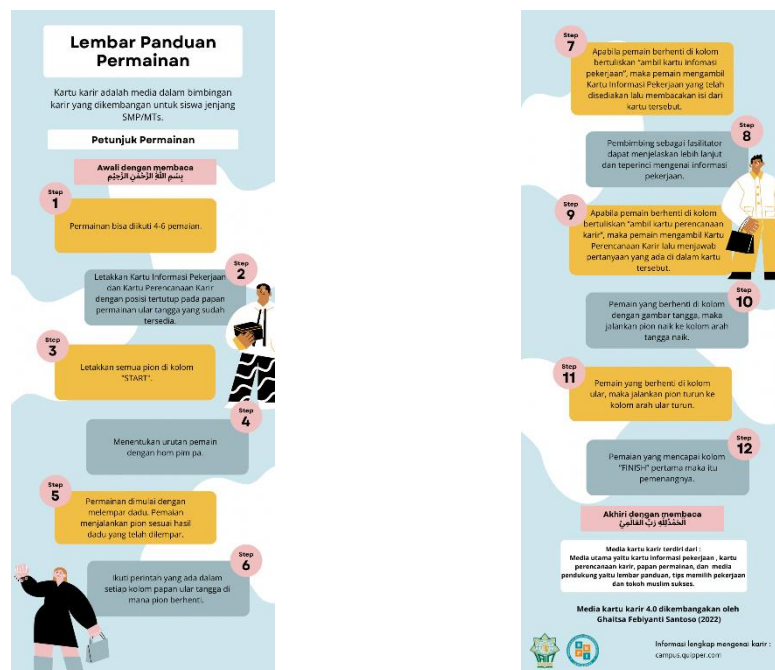 Lembar Panduan
Permainan
Kartu karir adalah media dalam bimbingan
karir yang dikembangan untuk siswa jenjang
SMP/MTs.
Petunjuk Permainan
Awali dengan membaca
بِسْمِ اللَّهِ الرَّحْمَنِ الرَّحِيْمِ
Step
1
Permainan bisa diikuti 4-6 pemaian.
Step
2
Letakkan Kartu Informasi Pekerjaan
dan Kartu Perencanaan Karir
dengan posisi tertutup pada papan
permainan ular tangga yang sudah
tersedia.
Step
3
Letakkan semua pion di kolom
"START".
Step
4
Menentukan urutan pemain
dengan hom pim pa.
Step
5
Permainan dimulai dengan
melempar dadu. Pemaian
menjalankan pion sesuai hasil
dadu yang telah dilempar.
Step
6
Ikuti perintah yang ada dalam
setiap kolom papan ular tangga di
mana pion berhenti.
Step
7
Apabila pemain berhenti di kolom
bertuliskan "ambil kartu infomasi
pekerjaan", maka pemain mengambil
Kartu Informasi Pekerjaan yang telah
disediakan lalu membacakan isi dari
kartu tersebut.
Step
8
Pembimbing sebagai fasilitator
dapat menjelaskan lebih lanjut
dan teperinci mengenai informasi
pekerjaan.
Step
9
Apabila pemain berhenti di kolom
bertuliskan "ambil kartu perencanaan
karir", maka pemain mengambil Kartu
Perencanaan Karir lalu menjawab
pertanyaan yang ada di dalam kartu
tersebut.
Step
10
Pemain yang berhenti di kolom
dengan gambar tangga, maka
jalankan pion naik ke kolom arah
tangga naik.
Step
11
Pemain yang berhenti di kolom
ular, maka jalankan pion turun ke
kolom arah ular turun.
Step
12
Pemaian yang mencapai kolom
"FINISH" pertama maka itu
pemenangnya.
Akhiri dengan membaca
الْحَمْدُلِلَّهِ رَبِّ الْعَالَمِيْ
Media kartu karir terdiri dari :
Media utama yaitu kartu informasi pekerjaan , kartu
perencanaan karir, papan permainan, dan media
pendukung yaitu lembar panduan, tips memilih pekerjaan
dan tokoh muslim sukses.
Media kartu karir 4.0 dikembangakan oleh
Ghaitsa Febiyanti Santoso (2022)
Informasi lengkap mengenai karir :
campus.quipper.com